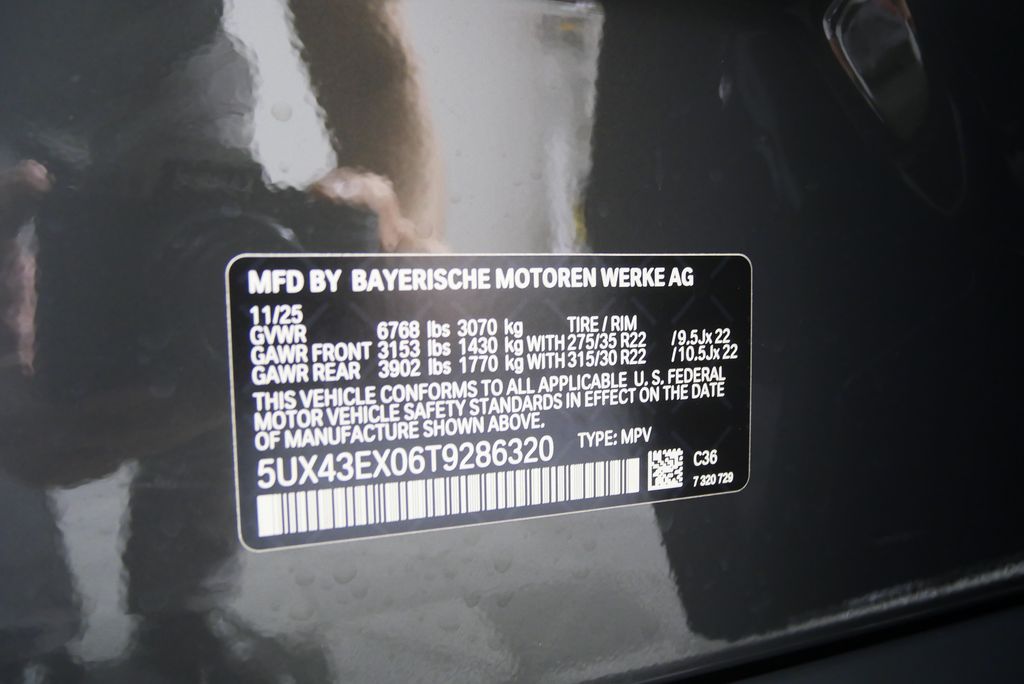 MFD BY BAYERISCHE MOTOREN WERKE AG
11/25
GVWR 6768 lbs 3070 kg TIRE / RIM
GAWR FRONT 3153 lbs 1430 kg WITH 275/35 R22 /9.5Jx 22
GAWR REAR 3902 lbs 1770 kg WITH 315/30 R22 /10.5Jx 22
THIS VEHICLE CONFORMS TO ALL APPLICABLE U. S. FEDERAL
MOTOR VEHICLE SAFETY STANDARDS IN EFFECT ON THE DATE
OF MANUFACTURE SHOWN ABOVE.
5UX43EX06T9286320 TYPE: MPV
C36
7 320 729